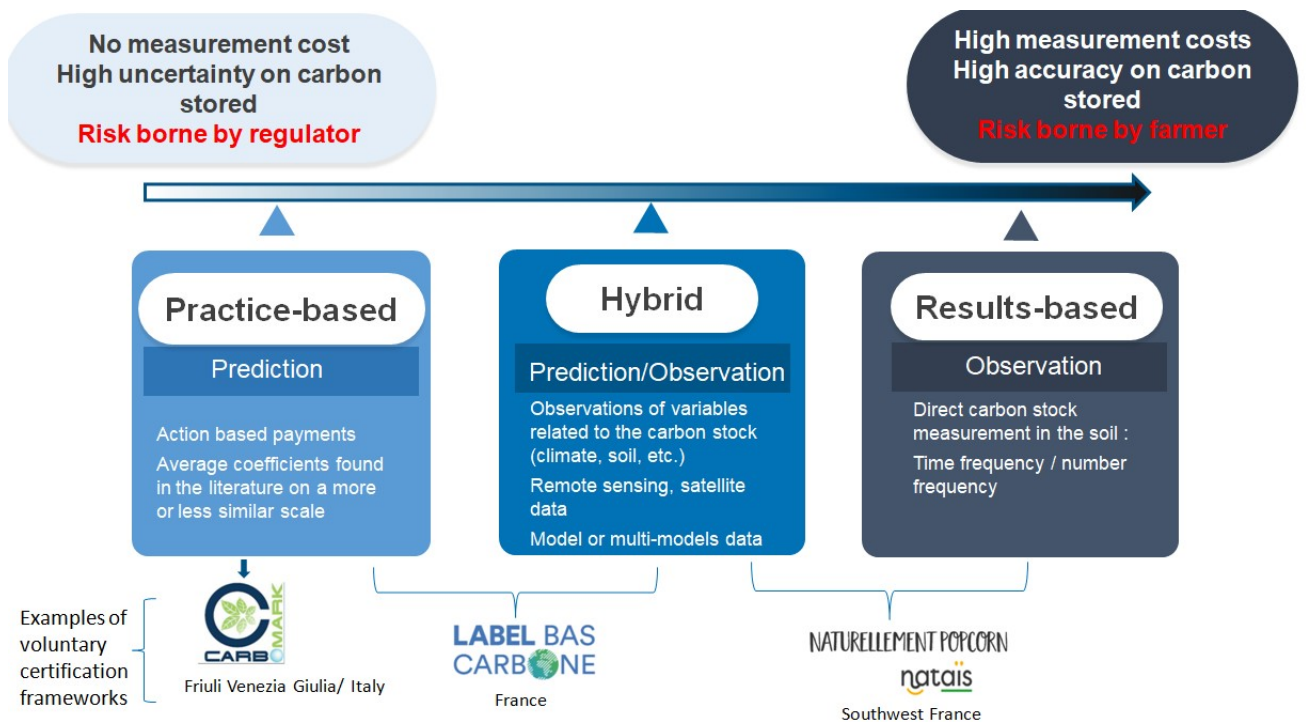 No measurement cost
High uncertainty on carbon
stored
Risk borne by regulator
High measurement costs
High accuracy on carbon
stored
Risk borne by farmer
Practice-based
Prediction
Action based payments
Average coefficients found
in the literature on a more
or less similar scale
Hybrid
Prediction/Observation
Observations of variables
related to the carbon stock
(climate, soil, etc.)
Remote sensing, satellite
data
Model or multi-models data
Results-based
Observation
Direct carbon stock
measurement in the soil :
Time frequency / number
frequency
Examples of
voluntary
certification
frameworks
CARBOMARK
Friuli Venezia Giulia/ Italy
LABEL BAS
CARBONE
France
NATURELLEMENT POPCORN
nataïs
Southwest France